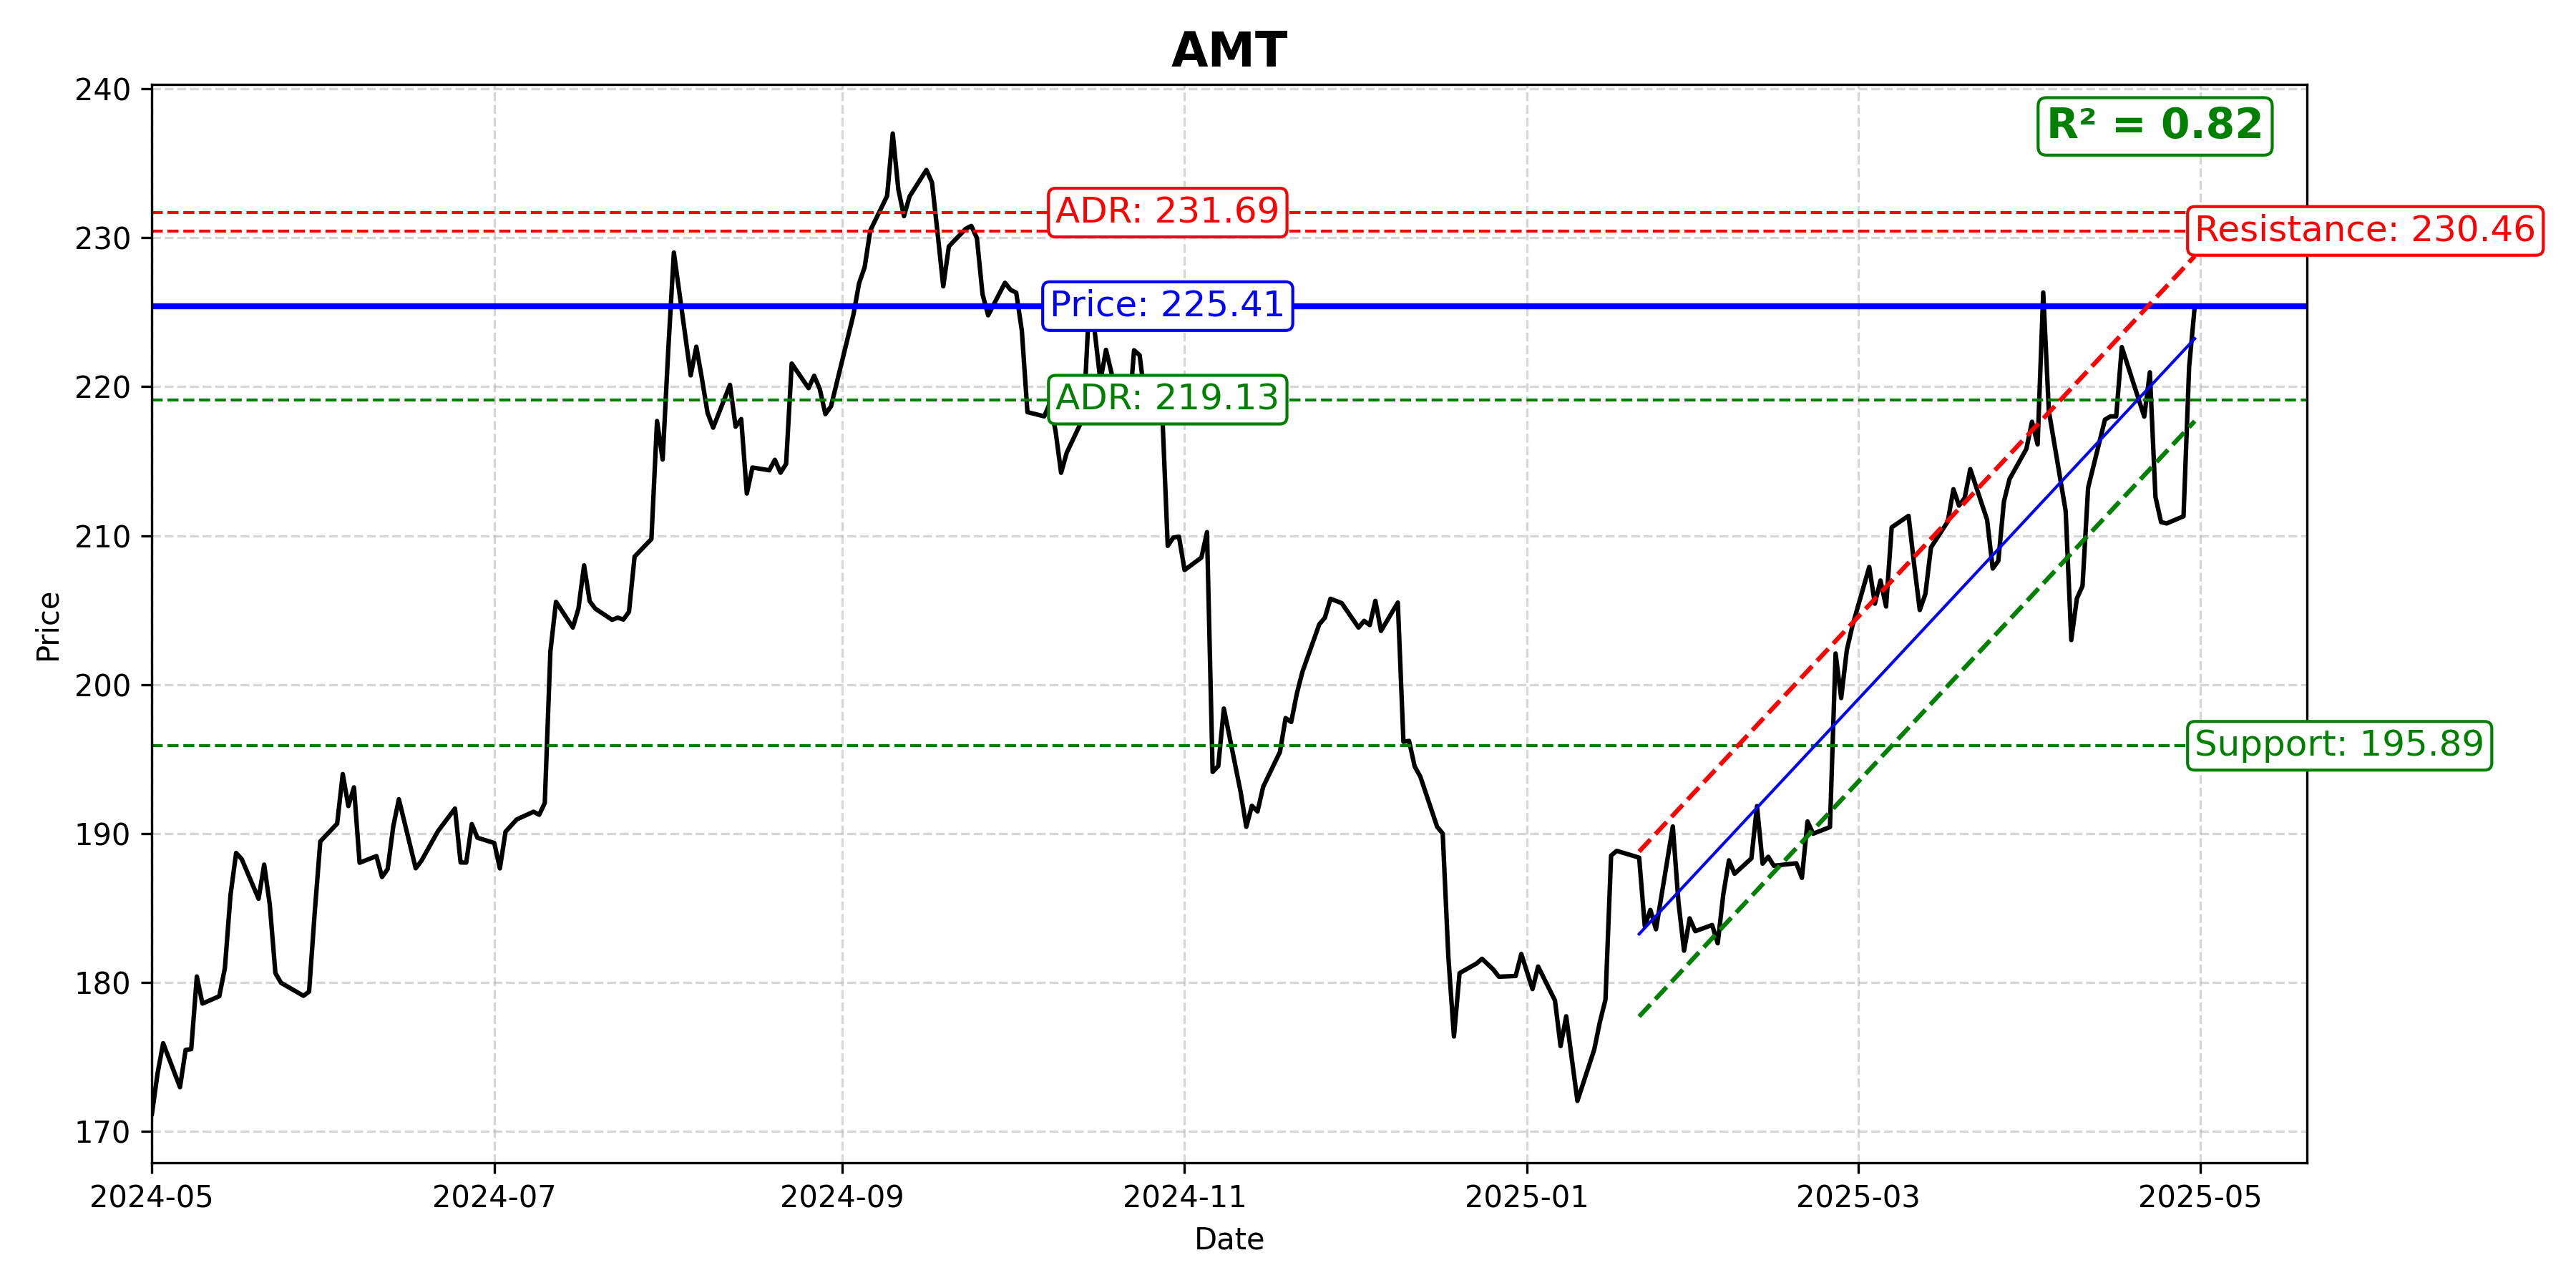 AMT
R² = 0.82
240
230
220
210
200
190
180
170
Price
ADR: 231.69
Resistance: 230.46
Price: 225.41
ADR: 219.13
Support: 195.89
2024-05
2024-07
2024-09
2024-11
2025-01
2025-03
2025-05
Date